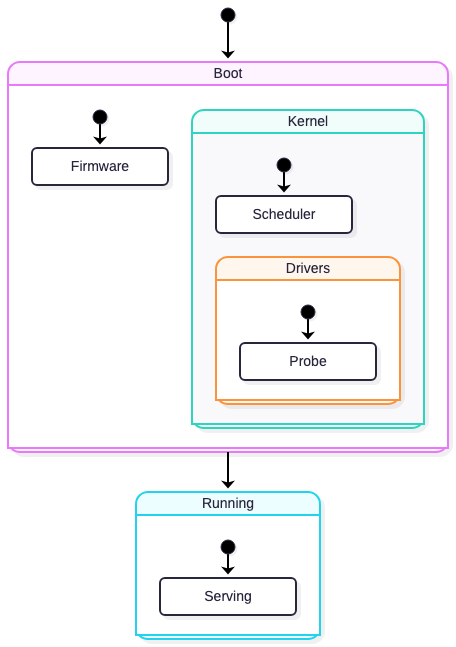 Boot
Firmware
Kernel
Scheduler
Drivers
Probe
Running
Serving